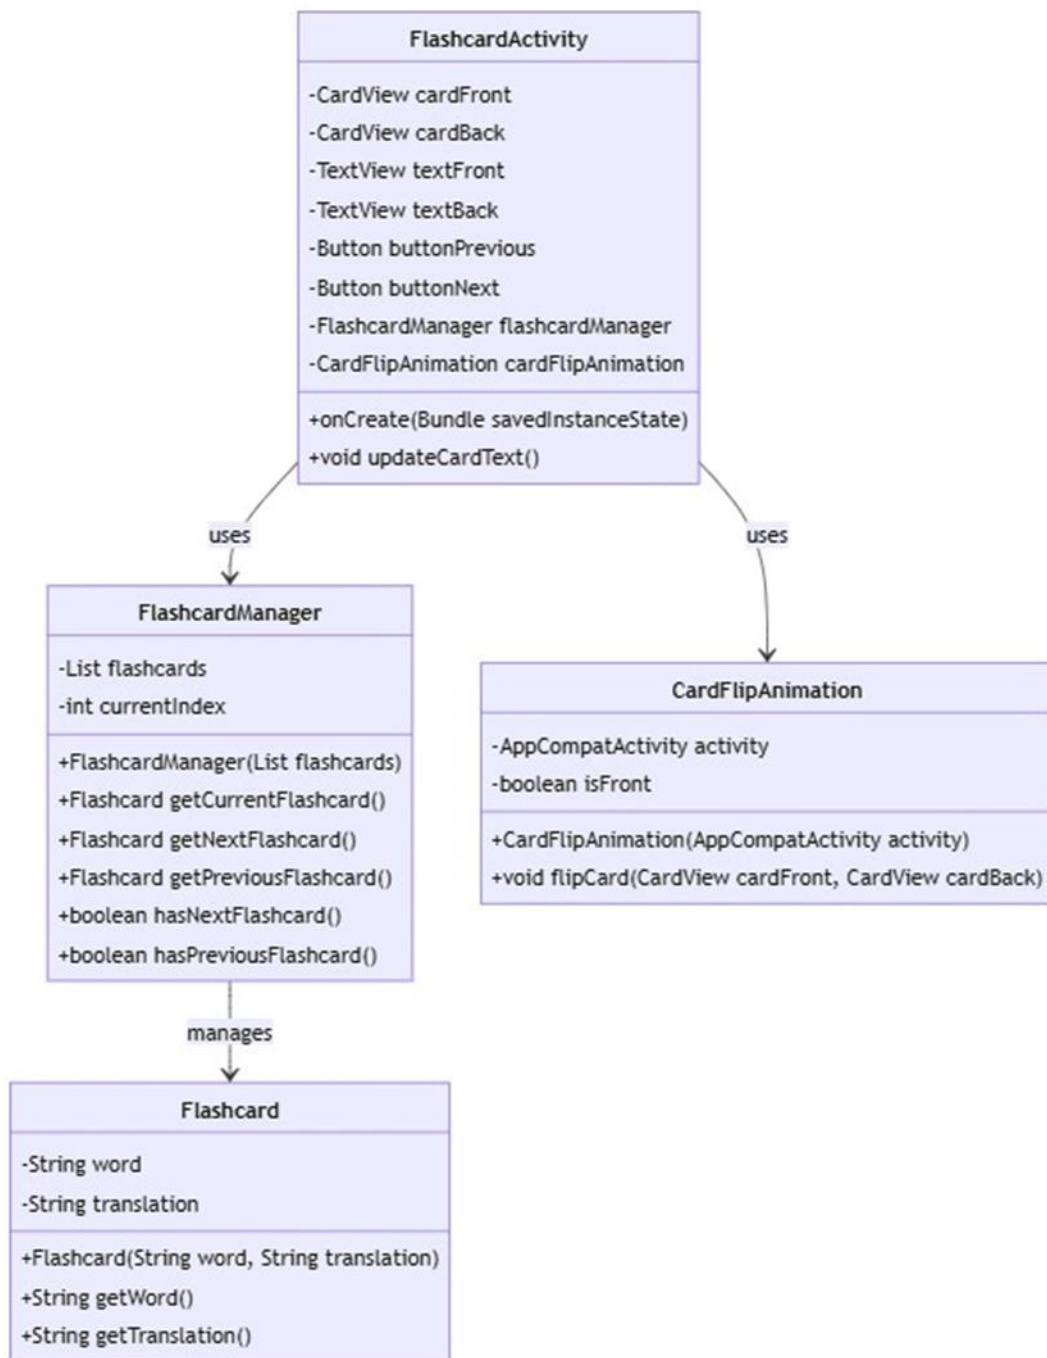 FlashcardActivity
-CardView cardFront
-CardView cardBack
-TextView textFront
-TextView textBack
-Button buttonPrevious
-Button buttonNext
-FlashcardManager flashcardManager
-CardFlipAnimation cardFlipAnimation
+onCreate(Bundle savedInstanceState)
+void updateCardText()
uses
uses
FlashcardManager
-List flashcards
-int currentIndex
+FlashcardManager(List flashcards)
+Flashcard getCurrentFlashcard()
+Flashcard getNextFlashcard()
+Flashcard getPreviousFlashcard()
+boolean hasNextFlashcard()
+boolean hasPreviousFlashcard()
CardFlipAnimation
-AppCompatActivity activity
-boolean isFront
+CardFlipAnimation(AppCompatActivity activity)
+void flipCard(CardView cardFront, CardView cardBack)
manages
Flashcard
-String word
-String translation
+Flashcard(String word, String translation)
+String getWord()
+String getTranslation()